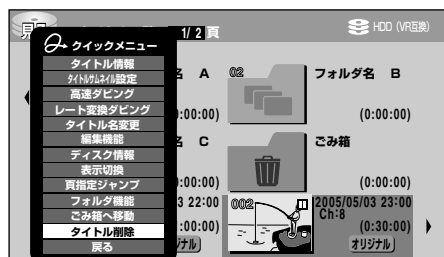 見
1/ 2 頁
HDD (VR互換)
クイックメニュー
タイトル情報
タイトルサムネイル設定
高速ダビング
レート変換ダビング
タイトル名変更
編集機能
ディスク情報
表示切換
頁指定ジャンプ
フォルダ機能
ごみ箱へ移動
タイトル削除
戻る
名 A
:00:00)
02
フォルダ名 B
(0:00:00)
名 C
:00:00)
ごみ箱
(0:00:00)
3 22:00
:00:00)
ジナル
002
2005/05/03 23:00
Ch:8
(0:30:00)
オリジナル